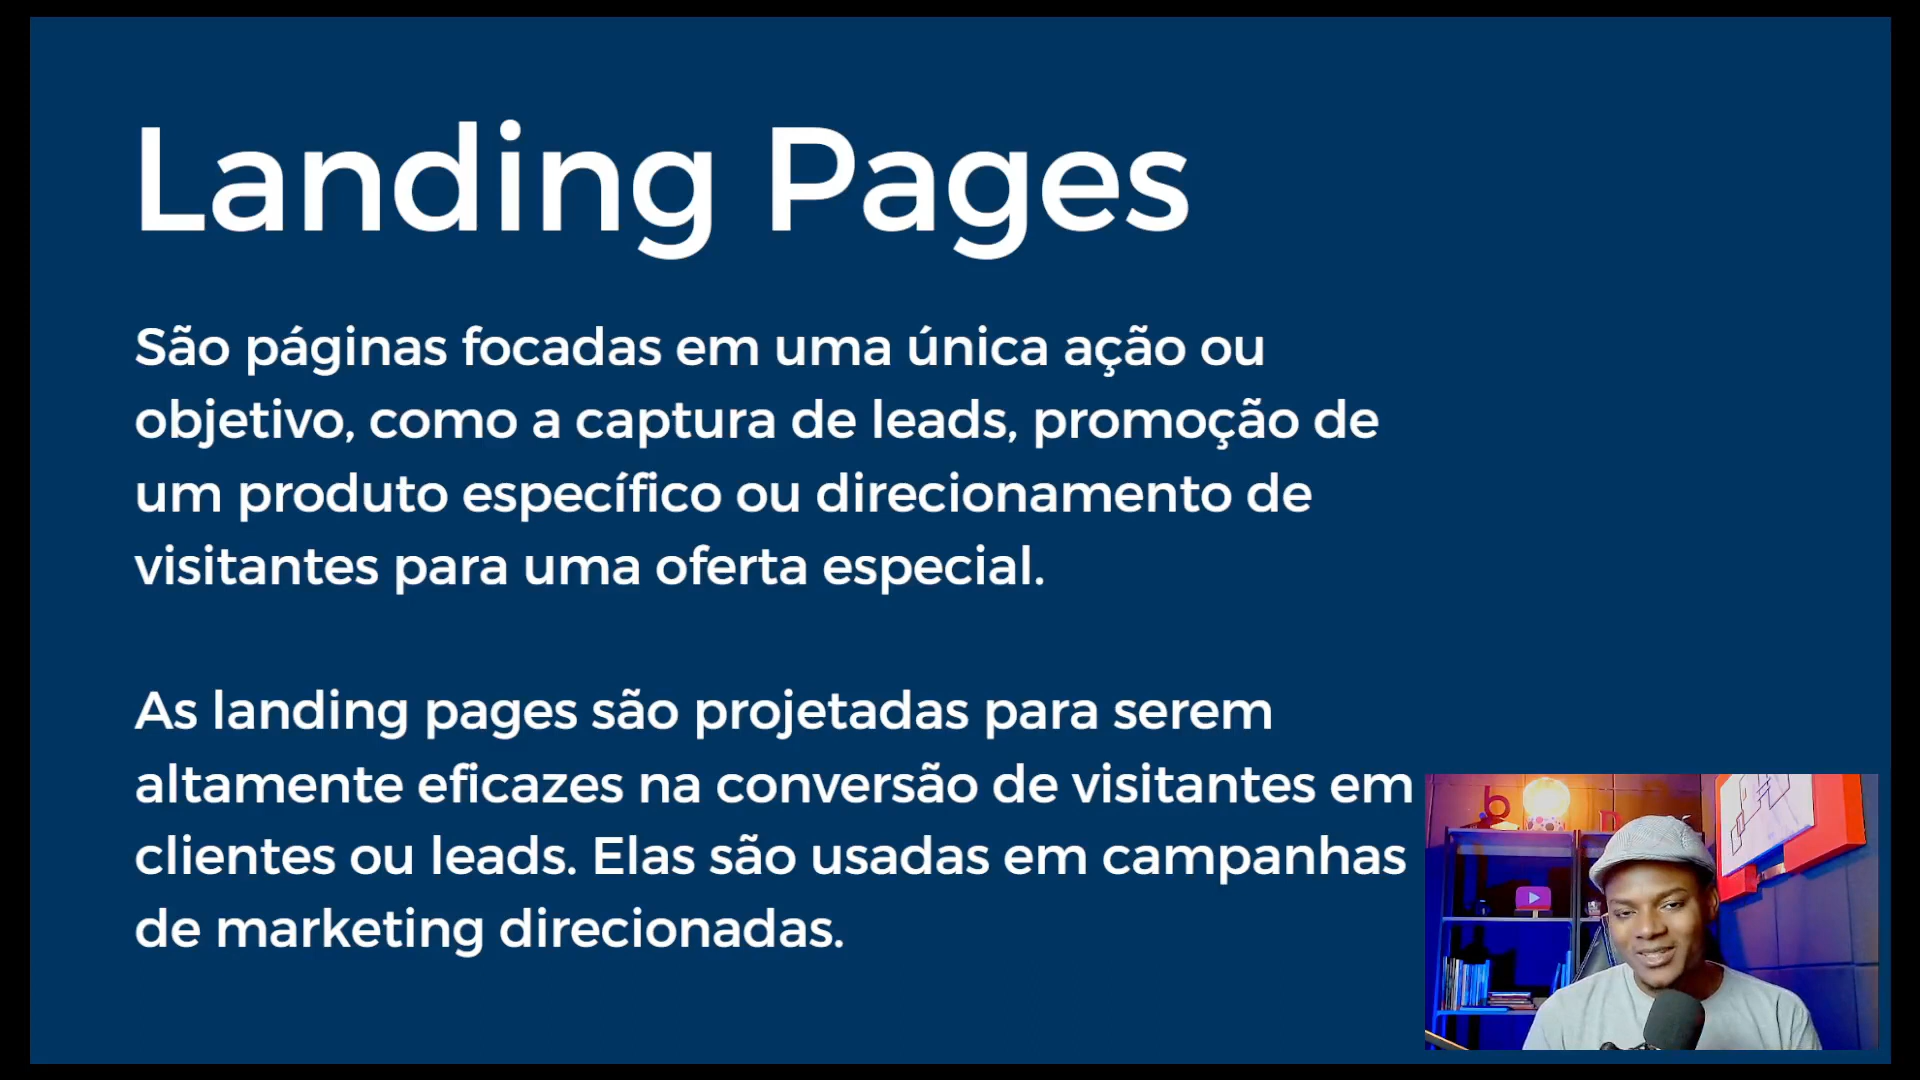 Landing Pages
São páginas focadas em uma única ação ou
objetivo, como a captura de leads, promoção de
um produto específico ou direcionamento de
visitantes para uma oferta especial.
As landing pages são projetadas para serem
altamente eficazes na conversão de visitantes em
clientes ou leads. Elas são usadas em campanhas
de marketing direcionadas.